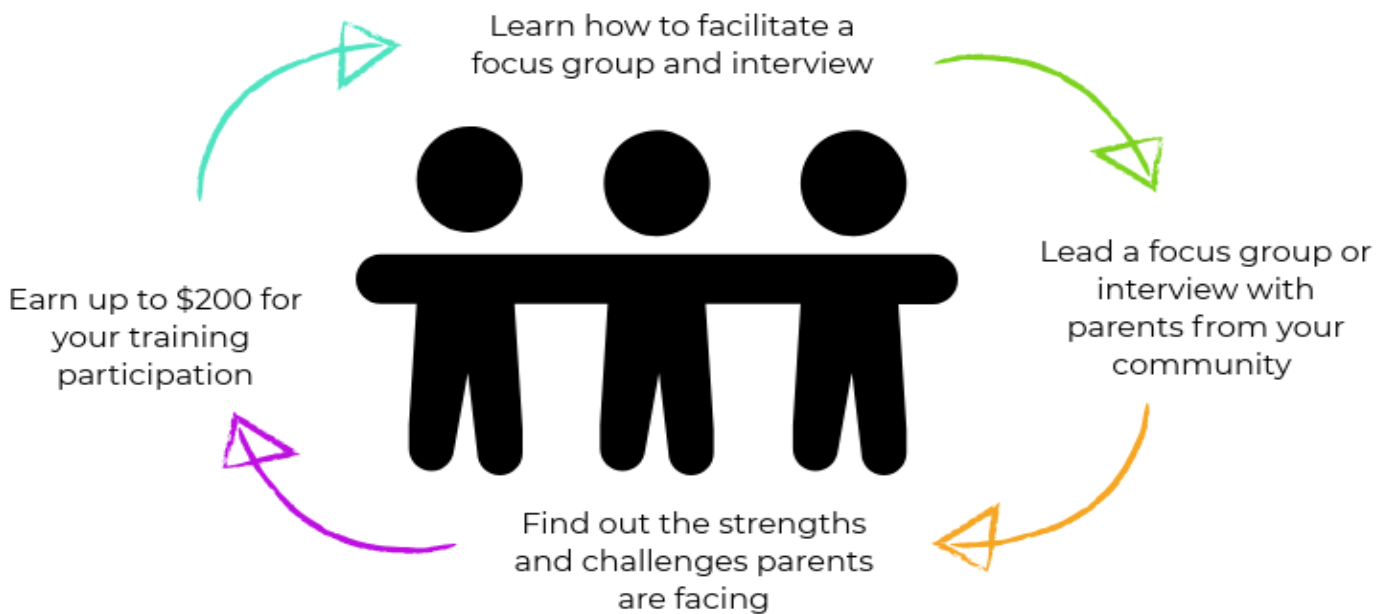 Learn how to facilitate a
focus group and interview
Lead a focus group or
interview with
parents from your
community
Find out the strengths
and challenges parents
are facing
Earn up to $200 for
your training
participation